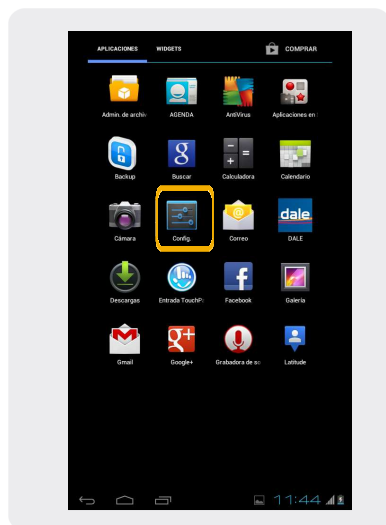 APLICACIONES WIDGETS COMPRAR
Admin. de archiv AGENDA AntiVirus Aplicaciones en
Backup Buscar Calculadora Calendario
dale
Cámara Config. Correo DALE
Descargas Entrada TouchP Facebook Galería
Gmail Google+ Grabadora de so Latitude
11:44